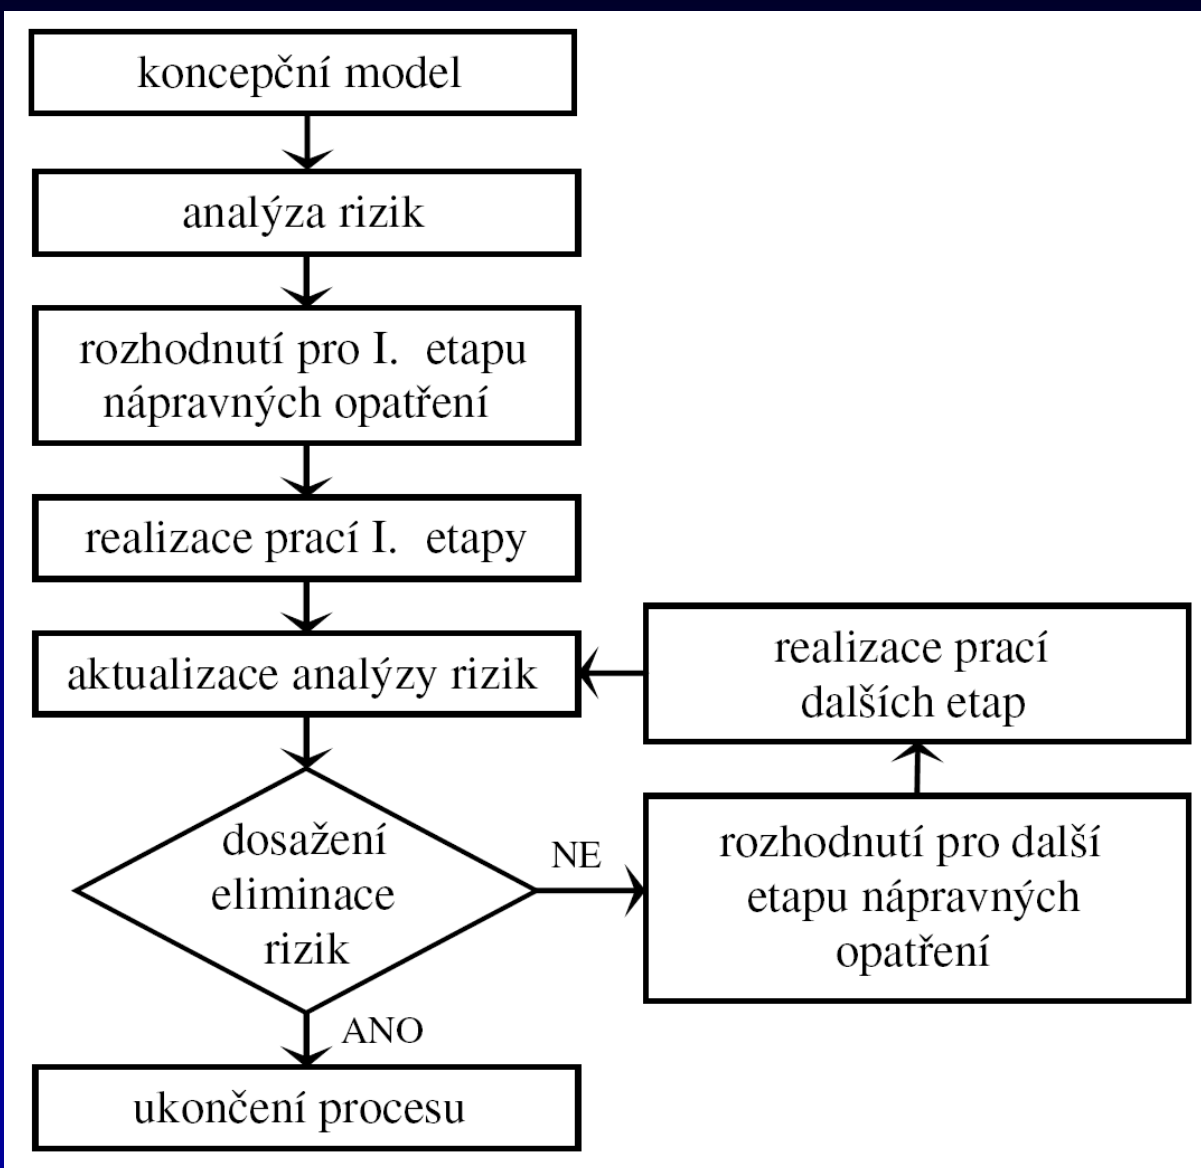 koncepční model
analýza rizik
rozhodnutí pro I. etapu
nápravných opatření
realizace prací I. etapy
aktualizace analýzy rizik
realizace prací
dalších etap
dosažení
eliminace
rizik
NE
rozhodnutí pro další
etapu nápravných
opatření
ANO
ukončení procesu